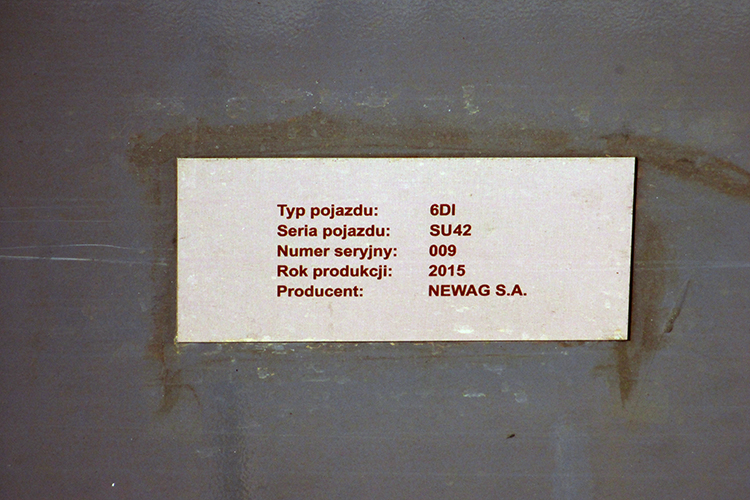 Typ pojazdu: 6DI
Seria pojazdu: SU42
Numer seryjny: 009
Rok produkcji: 2015
Producent: NEWAG S.A.